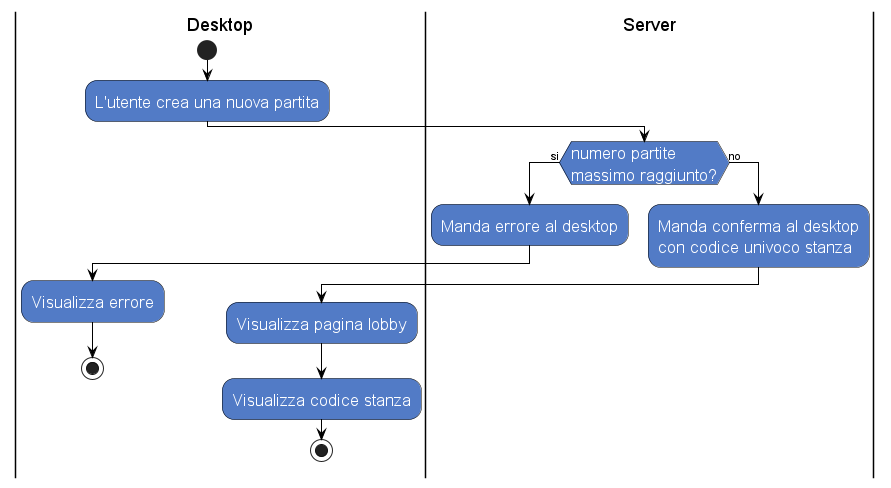 Desktop
Server
L'utente crea una nuova partita
si
numero partite
massimo raggiunto?
no
Manda errore al desktop
Manda conferma al desktop
con codice univoco stanza
Visualizza errore
Visualizza pagina lobby
Visualizza codice stanza